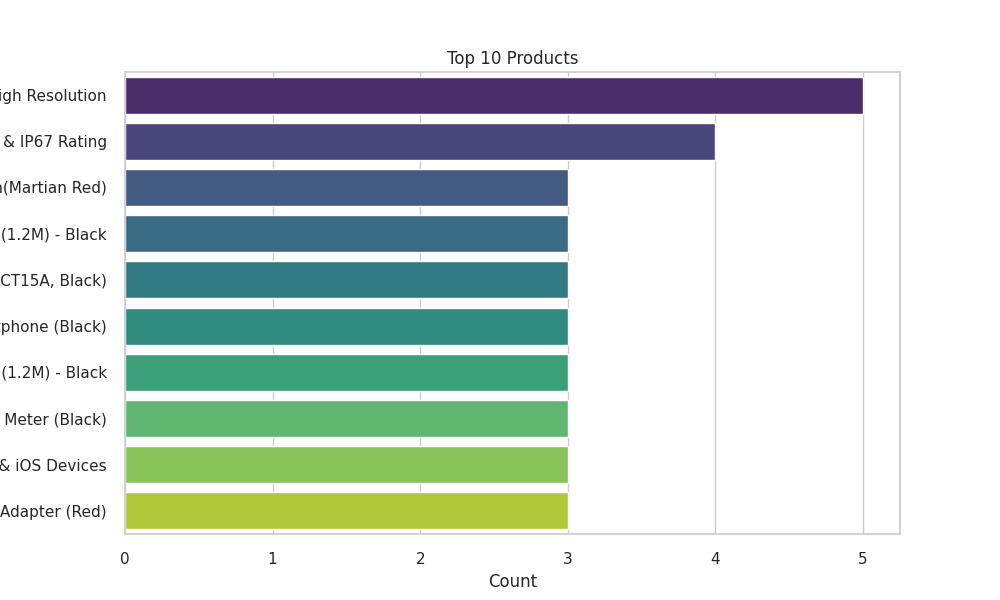 Top 10 Products
igh Resolution
& IP67 Rating
(Martian Red)
(1.2M) - Black
CT15A, Black)
phone (Black)
(1.2M) - Black
Meter (Black)
& iOS Devices
Adapter (Red)
0 1 2 3 4 5
Count